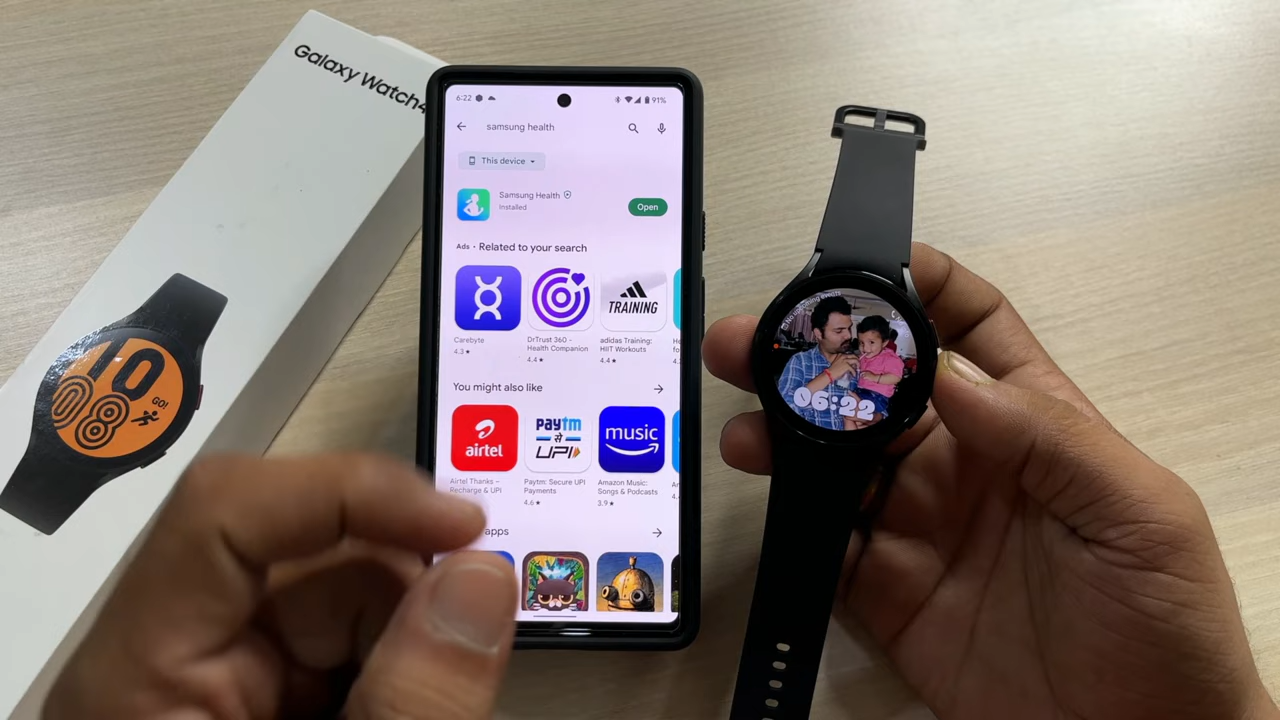 Galaxy Watch4
10
08
GO!
6:22
91%
samsung health
This device
Samsung Health
Installed
Open
Ads • Related to your search
TRAINING
Carebyte
4.3★
DrTrust 360 -
Health Companion
4.4★
adidas Training:
HIIT Workouts
4.4★
You might also like
airtel
paytm
से
UPI
music
Airtel Thanks –
Recharge & UPI
Paytm: Secure UPI
Payments
4.6★
Amazon Music:
Songs & Podcasts
3.9★
apps
No upcoming events
06:22